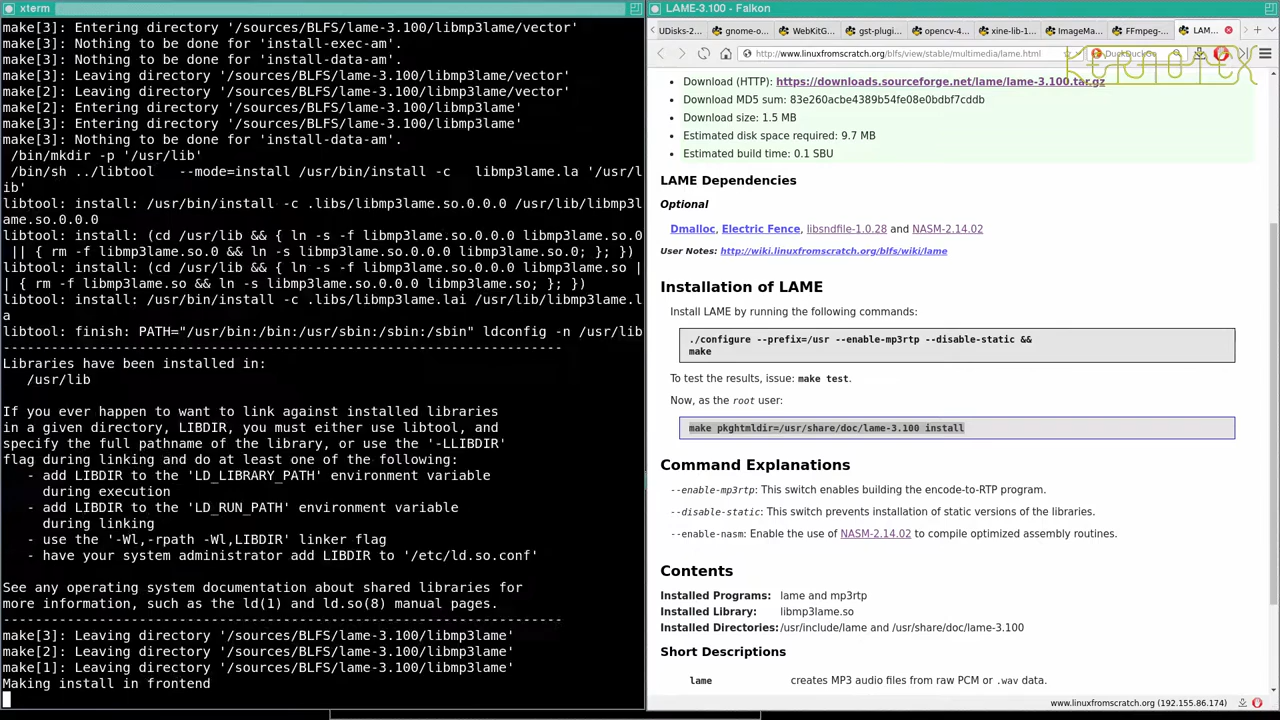 xterm
make[3]: Entering directory '/sources/BLFS/lame-3.100/libmp3lame/vector'
make[3]: Nothing to be done for 'install-exec-am'.
make[3]: Nothing to be done for 'install-data-am'.
make[3]: Leaving directory '/sources/BLFS/lame-3.100/libmp3lame/vector'
make[2]: Leaving directory '/sources/BLFS/lame-3.100/libmp3lame/vector'
make[2]: Entering directory '/sources/BLFS/lame-3.100/libmp3lame'
make[3]: Entering directory '/sources/BLFS/lame-3.100/libmp3lame'
make[3]: Nothing to be done for 'install-data-am'.
/bin/mkdir -p '/usr/lib'
/bin/sh ../libtool   --mode=install /usr/bin/install -c   libmp3lame.la '/usr/l
ib'
libtool: install: /usr/bin/install -c .libs/libmp3lame.so.0.0.0 /usr/lib/libmp3l
ame.so.0.0.0
libtool: install: (cd /usr/lib && { ln -s -f libmp3lame.so.0.0.0 libmp3lame.so.0
|| { rm -f libmp3lame.so.0 && ln -s libmp3lame.so.0.0.0 libmp3lame.so.0; }; })
libtool: install: (cd /usr/lib && { ln -s -f libmp3lame.so.0.0.0 libmp3lame.so |
| { rm -f libmp3lame.so && ln -s libmp3lame.so.0.0.0 libmp3lame.so; }; })
libtool: install: /usr/bin/install -c .libs/libmp3lame.lai /usr/lib/libmp3lame.l
a
libtool: finish: PATH="/usr/bin:/bin:/usr/sbin:/sbin:/sbin" ldconfig -n /usr/lib
----------------------------------------------------------------------
Libraries have been installed in:
/usr/lib
If you ever happen to want to link against installed libraries
in a given directory, LIBDIR, you must either use libtool, and
specify the full pathname of the library, or use the '-LLIBDIR'
flag during linking and do at least one of the following:
- add LIBDIR to the 'LD_LIBRARY_PATH' environment variable
during execution
- add LIBDIR to the 'LD_RUN_PATH' environment variable
during linking
- use the '-Wl,-rpath -Wl,LIBDIR' linker flag
- have your system administrator add LIBDIR to '/etc/ld.so.conf'
See any operating system documentation about shared libraries for
more information, such as the ld(1) and ld.so(8) manual pages.
----------------------------------------------------------------------
make[3]: Leaving directory '/sources/BLFS/lame-3.100/libmp3lame'
make[2]: Leaving directory '/sources/BLFS/lame-3.100/libmp3lame'
make[1]: Leaving directory '/sources/BLFS/lame-3.100/libmp3lame'
Making install in frontend
LAME-3.100 - Falkon
UDisks-2... gnome-o... WebKitG... gst-plugi... opencv-4... xine-lib-1... ImageMa... FFmpeg-... LAM...
http://www.linuxfromscratch.org/blfs/view/stable/multimedia/lame.html DuckDuckGo
KERNOTEX
Download (HTTP): https://downloads.sourceforge.net/lame/lame-3.100.tar.gz
Download MD5 sum: 83e260acbe4389b54fe08e0bdbf7cddb
Download size: 1.5 MB
Estimated disk space required: 9.7 MB
Estimated build time: 0.1 SBU
LAME Dependencies
Optional
Dmalloc, Electric Fence, libsndfile-1.0.28 and NASM-2.14.02
User Notes: http://wiki.linuxfromscratch.org/blfs/wiki/lame
Installation of LAME
Install LAME by running the following commands:
./configure --prefix=/usr --enable-mp3rtp --disable-static &&
make
To test the results, issue: make test.
Now, as the root user:
make pkghtmldir=/usr/share/doc/lame-3.100 install
Command Explanations
--enable-mp3rtp: This switch enables building the encode-to-RTP program.
--disable-static: This switch prevents installation of static versions of the libraries.
--enable-nasm: Enable the use of NASM-2.14.02 to compile optimized assembly routines.
Contents
Installed Programs: lame and mp3rtp
Installed Library: libmp3lame.so
Installed Directories: /usr/include/lame and /usr/share/doc/lame-3.100
Short Descriptions
lame creates MP3 audio files from raw PCM or .wav data.
www.linuxfromscratch.org (192.155.86.174)